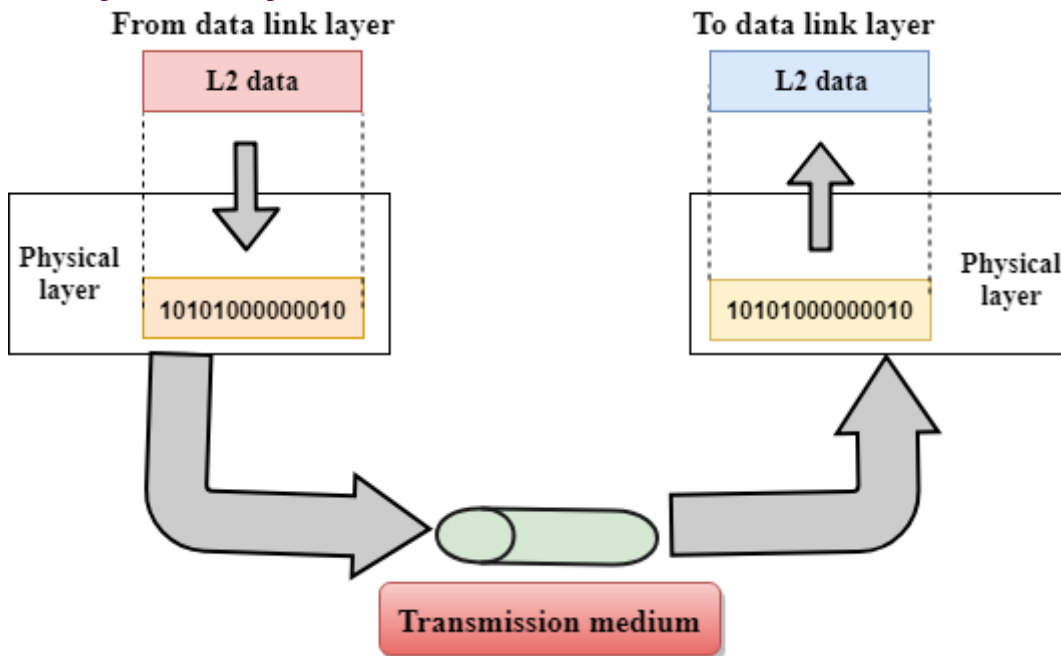 From data link layer
To data link layer
L2 data
L2 data
Physical
layer
10101000000010
10101000000010
Physical
layer
Transmission medium